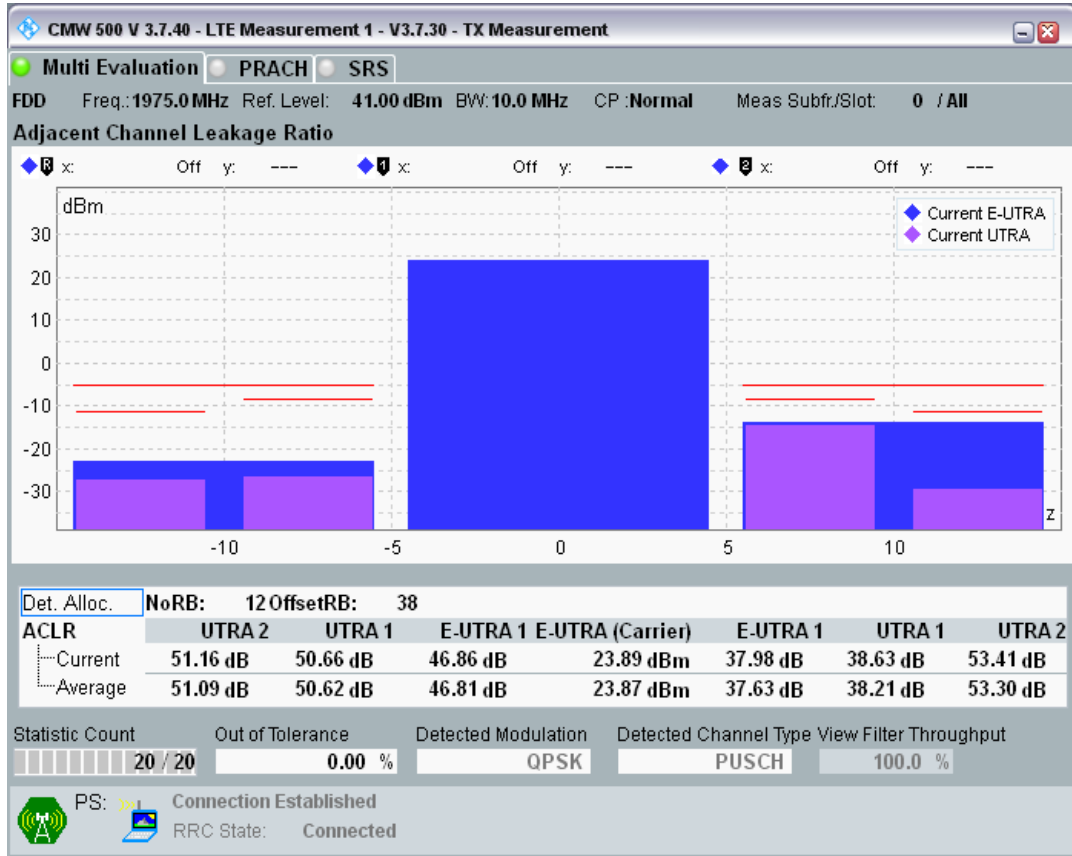 CMW 500 V 3.7.40 - LTE Measurement 1 - V3.7.30 - TX Measurement
Multi Evaluation PRACH SRS
FDD Freq.: 1975.0 MHz Ref. Level: 41.00 dBm BW: 10.0 MHz CP :Normal Meas Subfr./Slot: 0 / All
Adjacent Channel Leakage Ratio
R x: Off y: --- 1 x: Off y: --- 2 x: Off y: ---
dBm
Current E-UTRA
Current UTRA
30
20
10
0
-10
-20
-30
z
-10 -5 0 5 10
Det. Alloc. NoRB: 12 OffsetRB: 38
ACLR UTRA 2 UTRA 1 E-UTRA 1 E-UTRA (Carrier) E-UTRA 1 UTRA 1 UTRA 2
Current 51.16 dB 50.66 dB 46.86 dB 23.89 dBm 37.98 dB 38.63 dB 53.41 dB
Average 51.09 dB 50.62 dB 46.81 dB 23.87 dBm 37.63 dB 38.21 dB 53.30 dB
Statistic Count Out of Tolerance Detected Modulation Detected Channel Type View Filter Throughput
20 / 20 0.00 % QPSK PUSCH 100.0 %
PS: Connection Established
RRC State: Connected